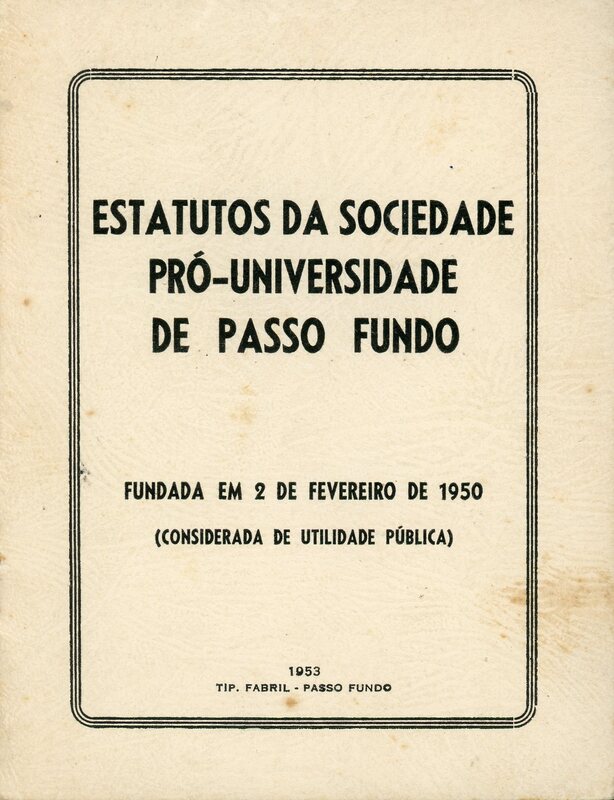 ESTATUTOS DA SOCIEDADE
PRÓ-UNIVERSIDADE
DE PASSO FUNDO
FUNDADA EM 2 DE FEVEREIRO DE 1950
(CONSIDERADA DE UTILIDADE PÚBLICA)
1953
TIP. FABRIL - PASSO FUNDO